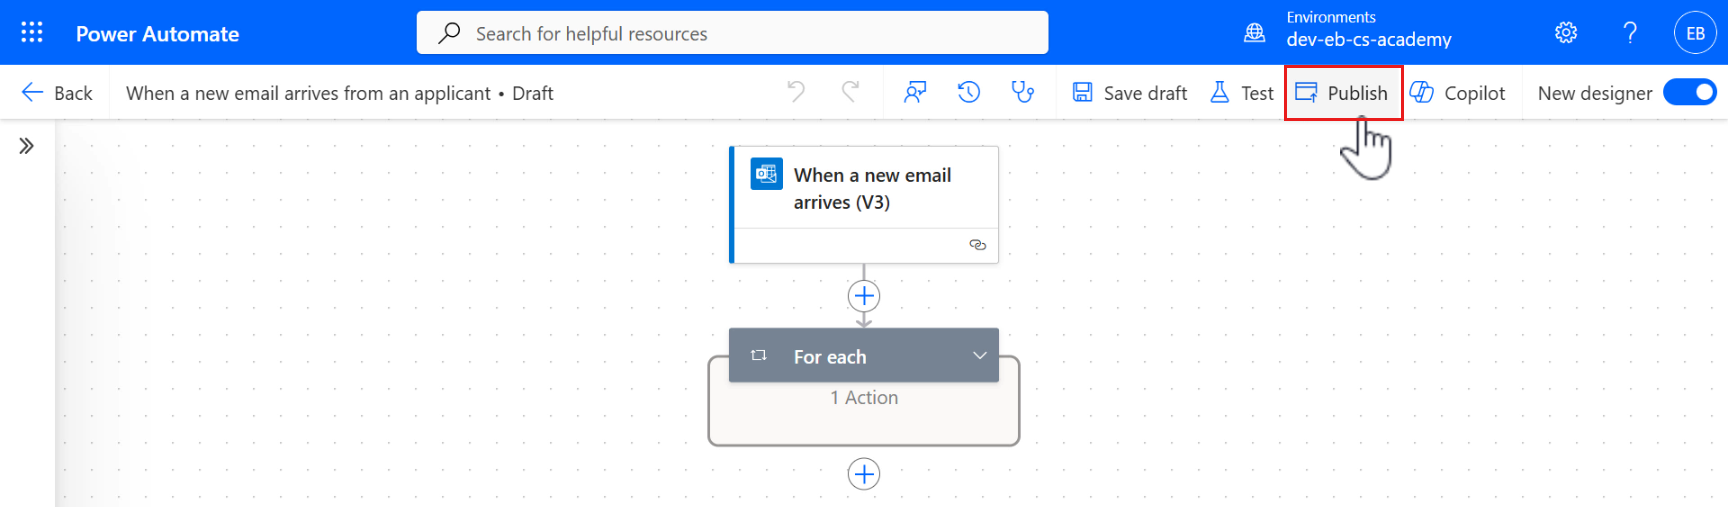 Power Automate
Search for helpful resources
Environments
dev-eb-cs-academy
?
EB
Back
When a new email arrives from an applicant • Draft
Save draft
Test
Publish
Copilot
New designer
When a new email
arrives (V3)
For each
1 Action